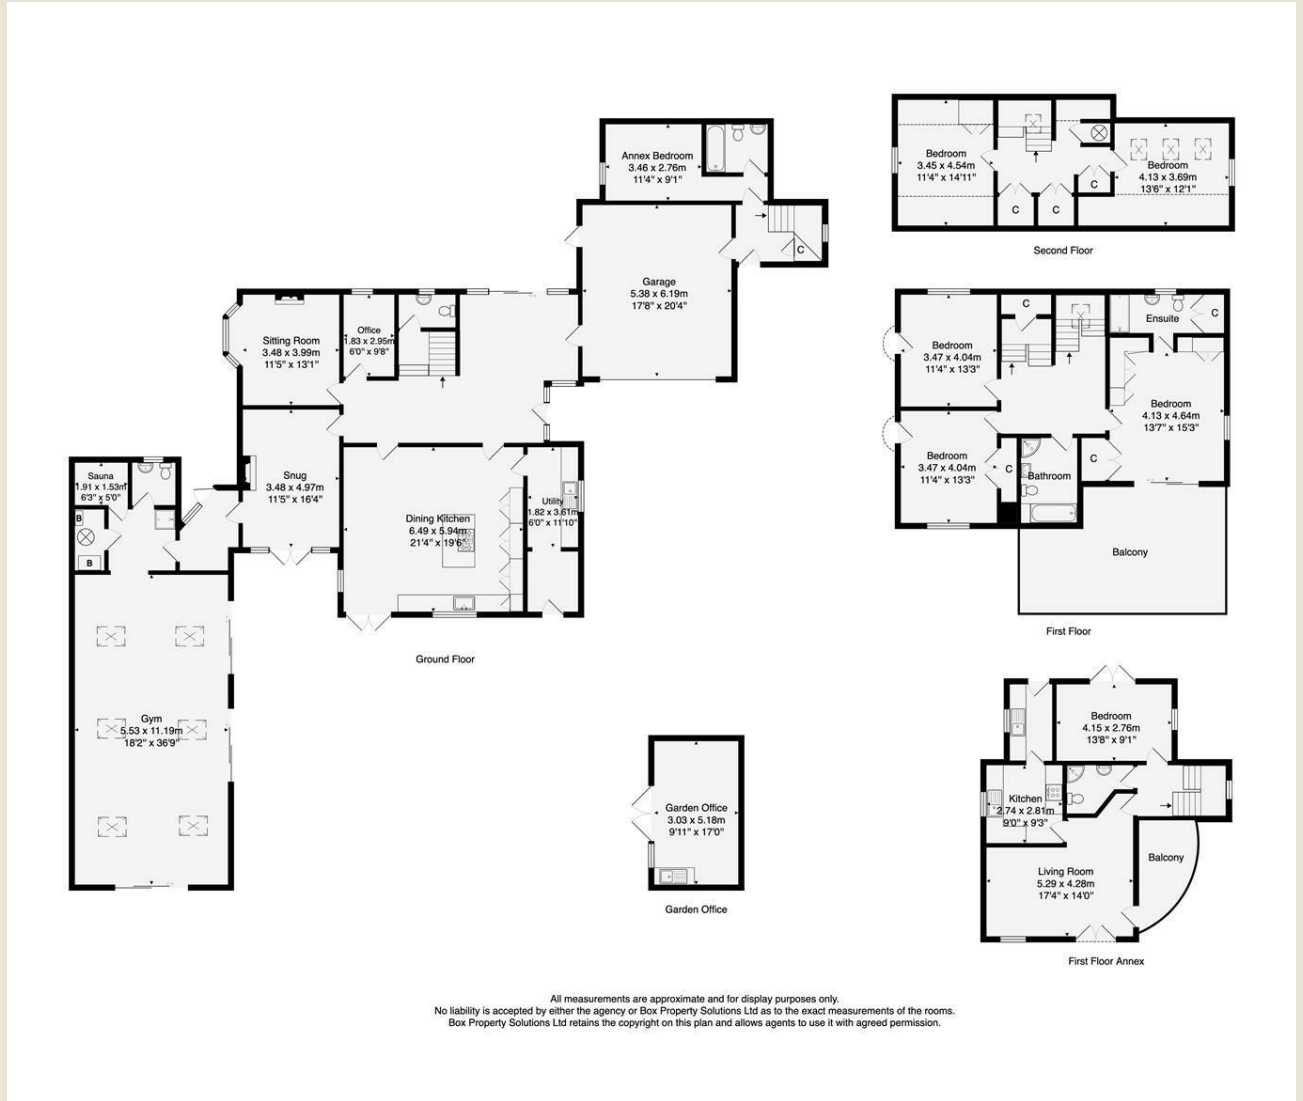 Annex Bedroom
3.46 x 2.76m
11'4" x 9'1"
C
Garage
5.38 x 6.19m
17'8" x 20'4"
Sitting Room
3.48 x 3.99m
11'5" x 13'1"
Office
1.83 x 2.95m
6'0" x 9'8"
Snug
3.48 x 4.97m
11'5" x 16'4"
Sauna
1.91 x 1.53m
6'3" x 5'0"
B
B
Dining Kitchen
6.49 x 5.94m
21'4" x 19'6"
Utility
1.82 x 3.61m
6'0" x 11'10"
Gym
5.53 x 11.19m
18'2" x 36'9"
Ground Floor
Garden Office
3.03 x 5.18m
9'11" x 17'0"
Garden Office
Bedroom
3.45 x 4.54m
11'4" x 14'11"
Bedroom
4.13 x 3.69m
13'6" x 12'1"
C
C
C
Second Floor
C
Ensuite
C
Bedroom
3.47 x 4.04m
11'4" x 13'3"
Bedroom
4.13 x 4.64m
13'7" x 15'3"
Bedroom
3.47 x 4.04m
11'4" x 13'3"
C
Bathroom
C
Balcony
First Floor
Bedroom
4.15 x 2.76m
13'8" x 9'1"
Kitchen
2.74 x 2.81m
9'0" x 9'3"
Living Room
5.29 x 4.28m
17'4" x 14'0"
Balcony
First Floor Annex
All measurements are approximate and for display purposes only.
No liability is accepted by either the agency or Box Property Solutions Ltd as to the exact measurements of the rooms.
Box Property Solutions Ltd retains the copyright on this plan and allows agents to use it with agreed permission.